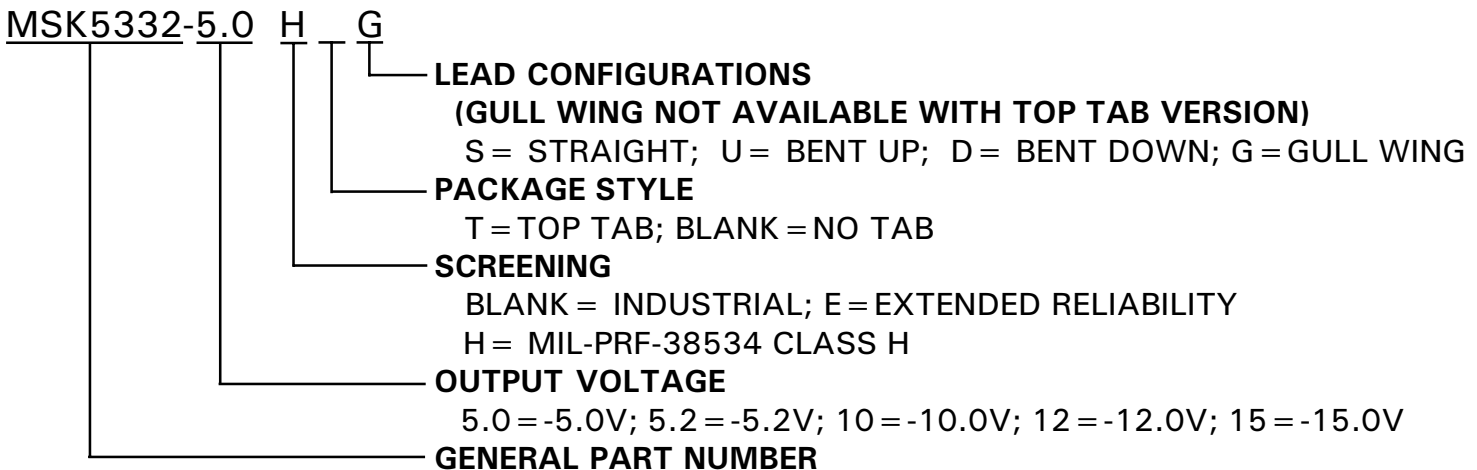 MSK5332-5.0 H _ G
LEAD CONFIGURATIONS
(GULL WING NOT AVAILABLE WITH TOP TAB VERSION)
S= STRAIGHT; U= BENT UP; D= BENT DOWN; G=GULL WING
PACKAGE STYLE
T=TOP TAB; BLANK=NO TAB
SCREENING
BLANK= INDUSTRIAL; E=EXTENDED RELIABILITY
H= MIL-PRF-38534 CLASS H
OUTPUT VOLTAGE
5.0=-5.0V; 5.2=-5.2V; 10=-10.0V; 12=-12.0V; 15=-15.0V
GENERAL PART NUMBER